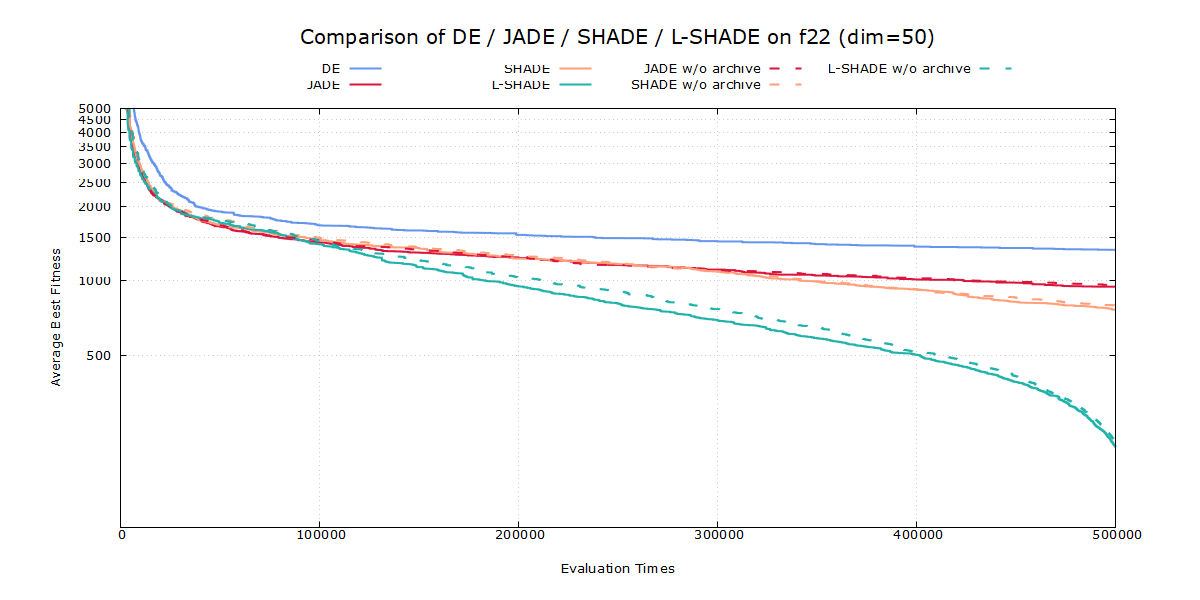 Comparison of DE / JADE / SHADE / L-SHADE on f22 (dim=50)
DE SHADE JADE w/o archive L-SHADE w/o archive
JADE L-SHADE SHADE w/o archive
5000
4500
4000
3500
3000
2500
2000
1500
1000
500
Average Best Fitness
0 100000 200000 300000 400000 500000
Evaluation Times